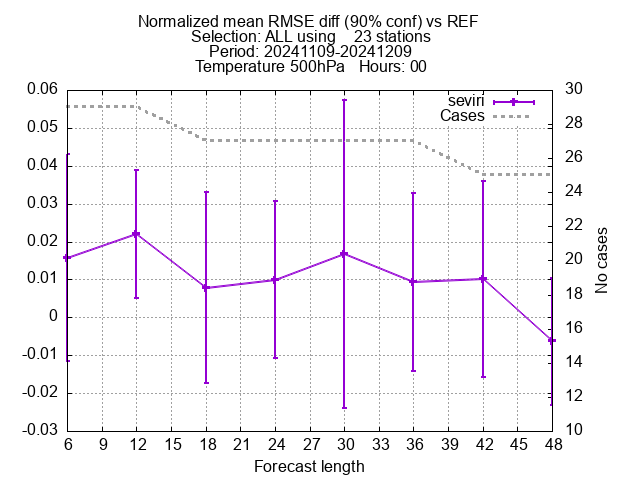 Normalized mean RMSE diff (90% conf) vs REF
Selection: ALL using    23 stations
Period: 20241109-20241209
Temperature 500hPa   Hours: 00
seviri
Cases
0.06
0.05
0.04
0.03
0.02
0.01
0
-0.01
-0.02
-0.03
30
28
26
24
22
20
18
16
14
12
10
No cases
6 9 12 15 18 21 24 27 30 33 36 39 42 45 48
Forecast length